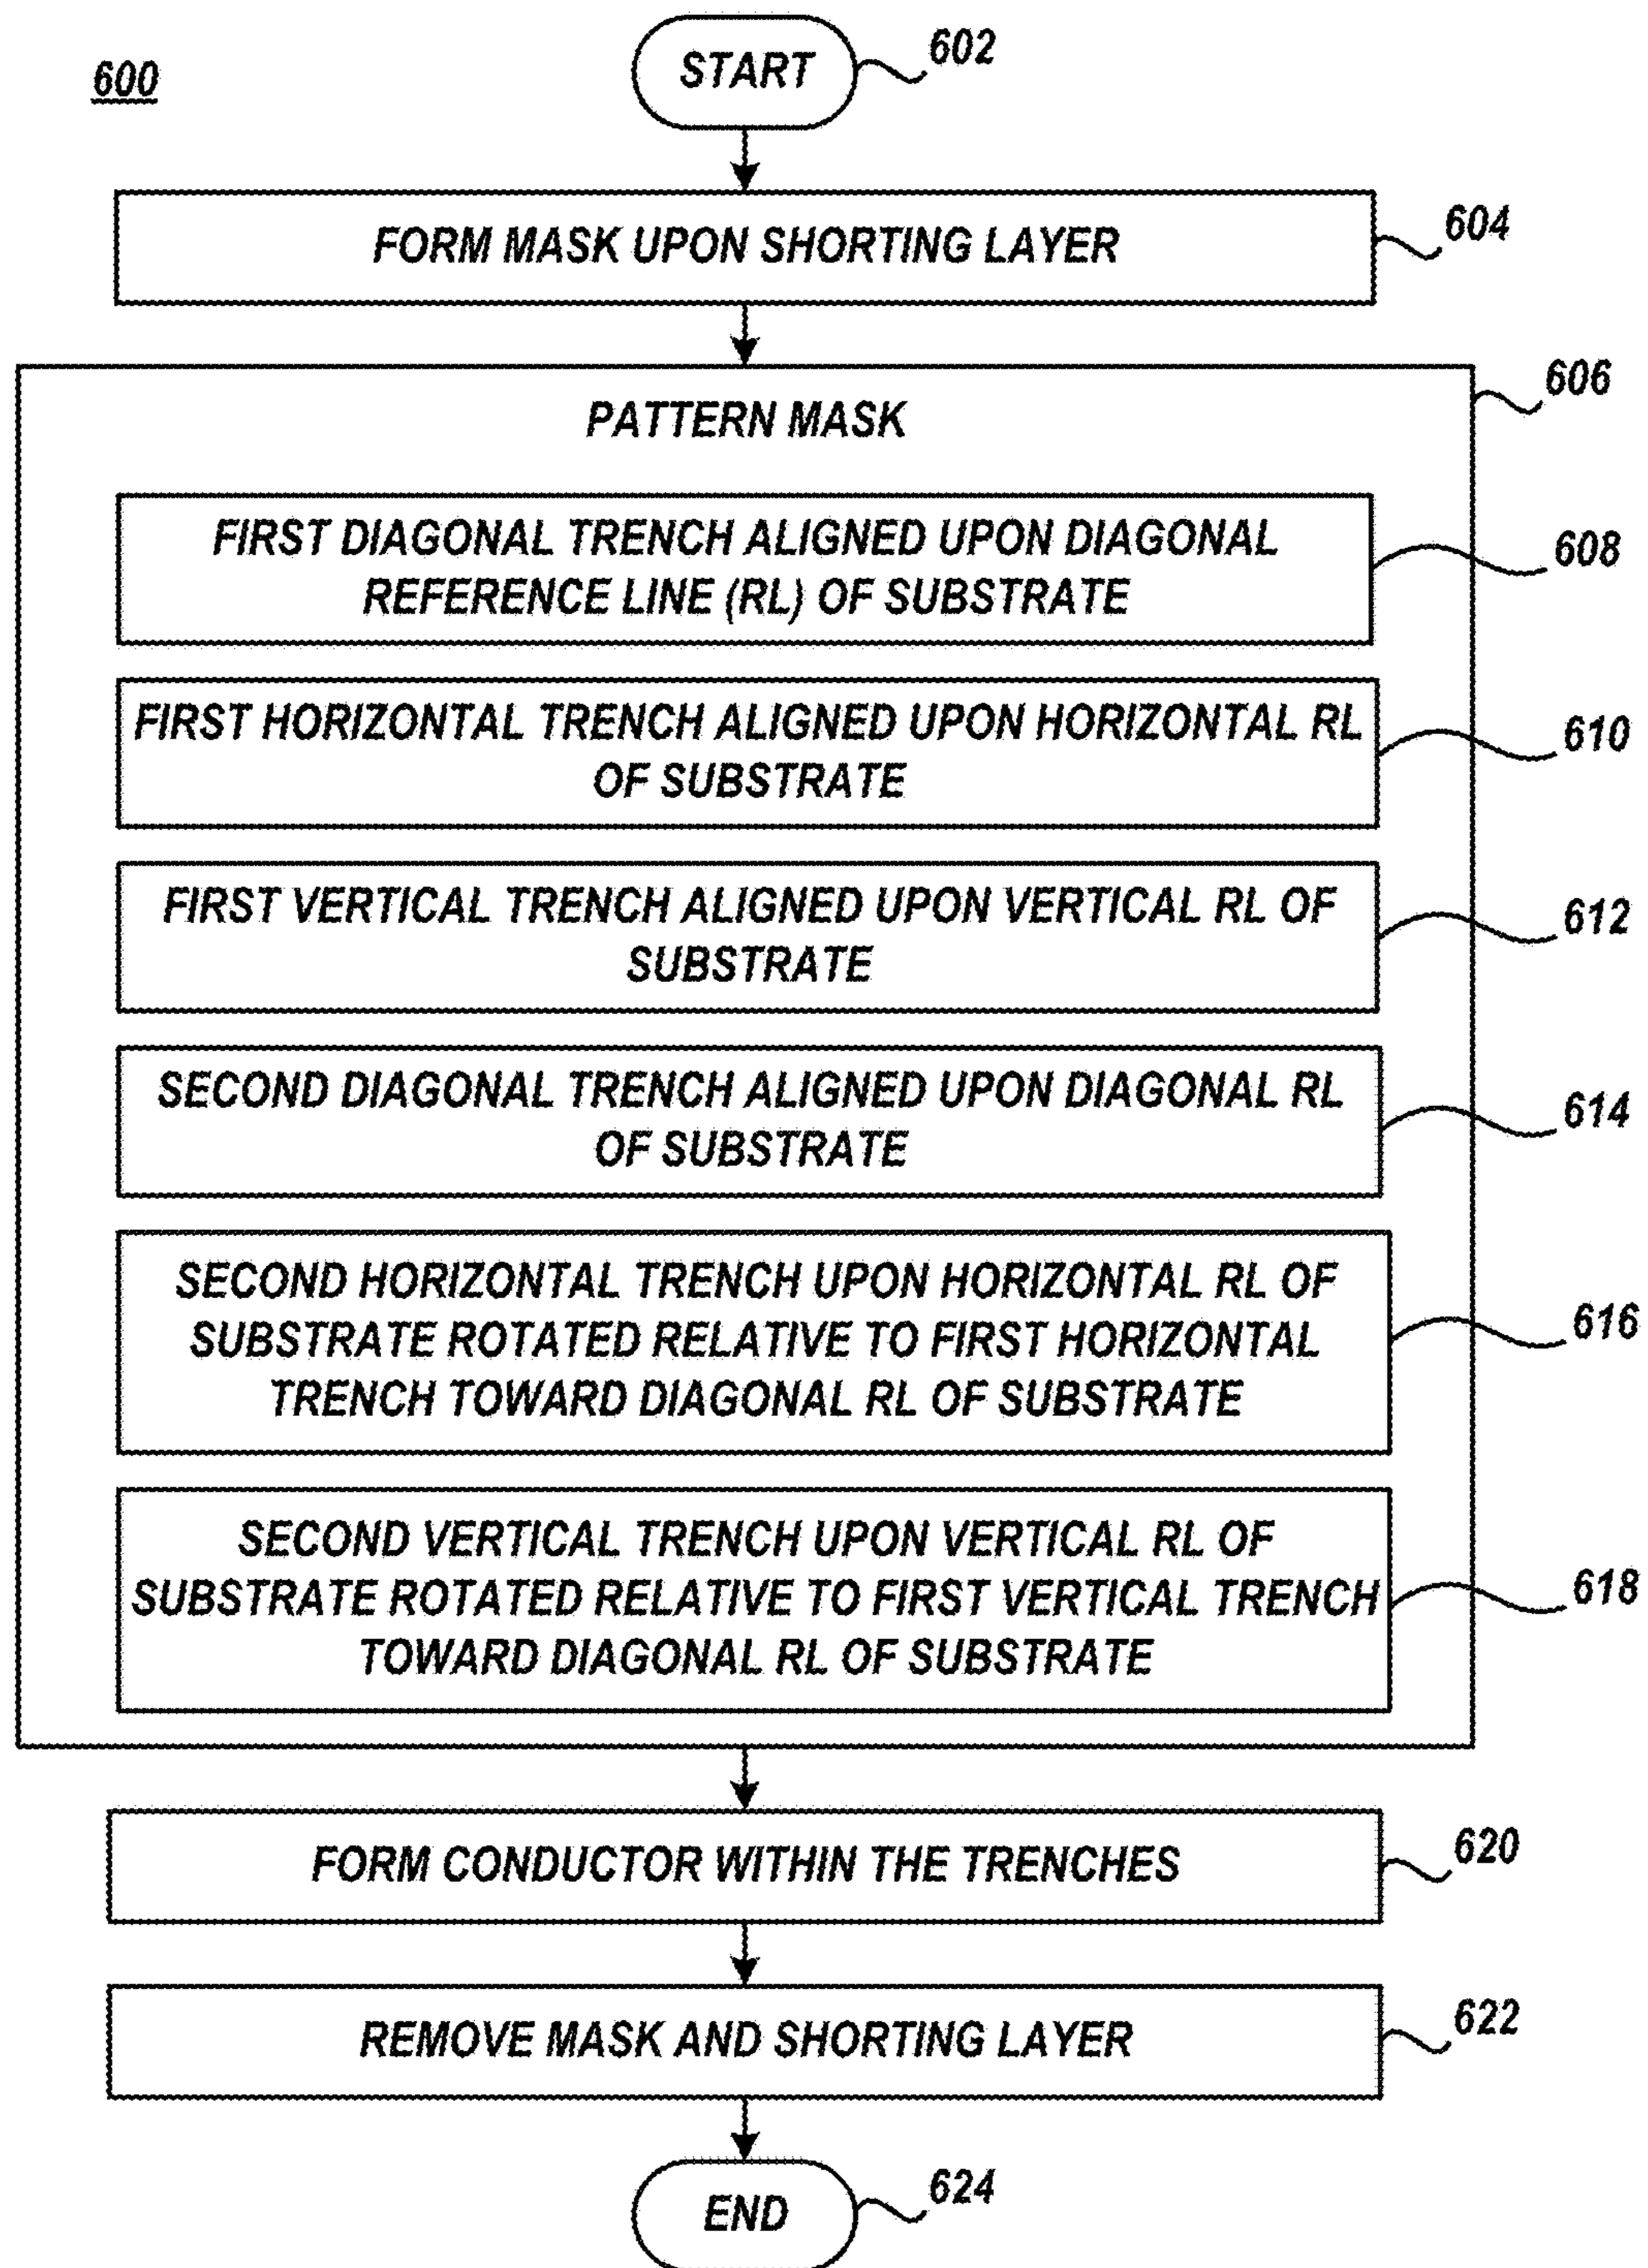 600
START
602
FORM MASK UPON SHORTING LAYER
604
PATTERN MASK
606
FIRST DIAGONAL TRENCH ALIGNED UPON DIAGONAL
REFERENCE LINE (RL) OF SUBSTRATE
608
FIRST HORIZONTAL TRENCH ALIGNED UPON HORIZONTAL RL
OF SUBSTRATE
610
FIRST VERTICAL TRENCH ALIGNED UPON VERTICAL RL OF
SUBSTRATE
612
SECOND DIAGONAL TRENCH ALIGNED UPON DIAGONAL RL
OF SUBSTRATE
614
SECOND HORIZONTAL TRENCH UPON HORIZONTAL RL OF
SUBSTRATE ROTATED RELATIVE TO FIRST HORIZONTAL
TRENCH TOWARD DIAGONAL RL OF SUBSTRATE
616
SECOND VERTICAL TRENCH UPON VERTICAL RL OF
SUBSTRATE ROTATED RELATIVE TO FIRST VERTICAL TRENCH
TOWARD DIAGONAL RL OF SUBSTRATE
618
FORM CONDUCTOR WITHIN THE TRENCHES
620
REMOVE MASK AND SHORTING LAYER
622
END
624